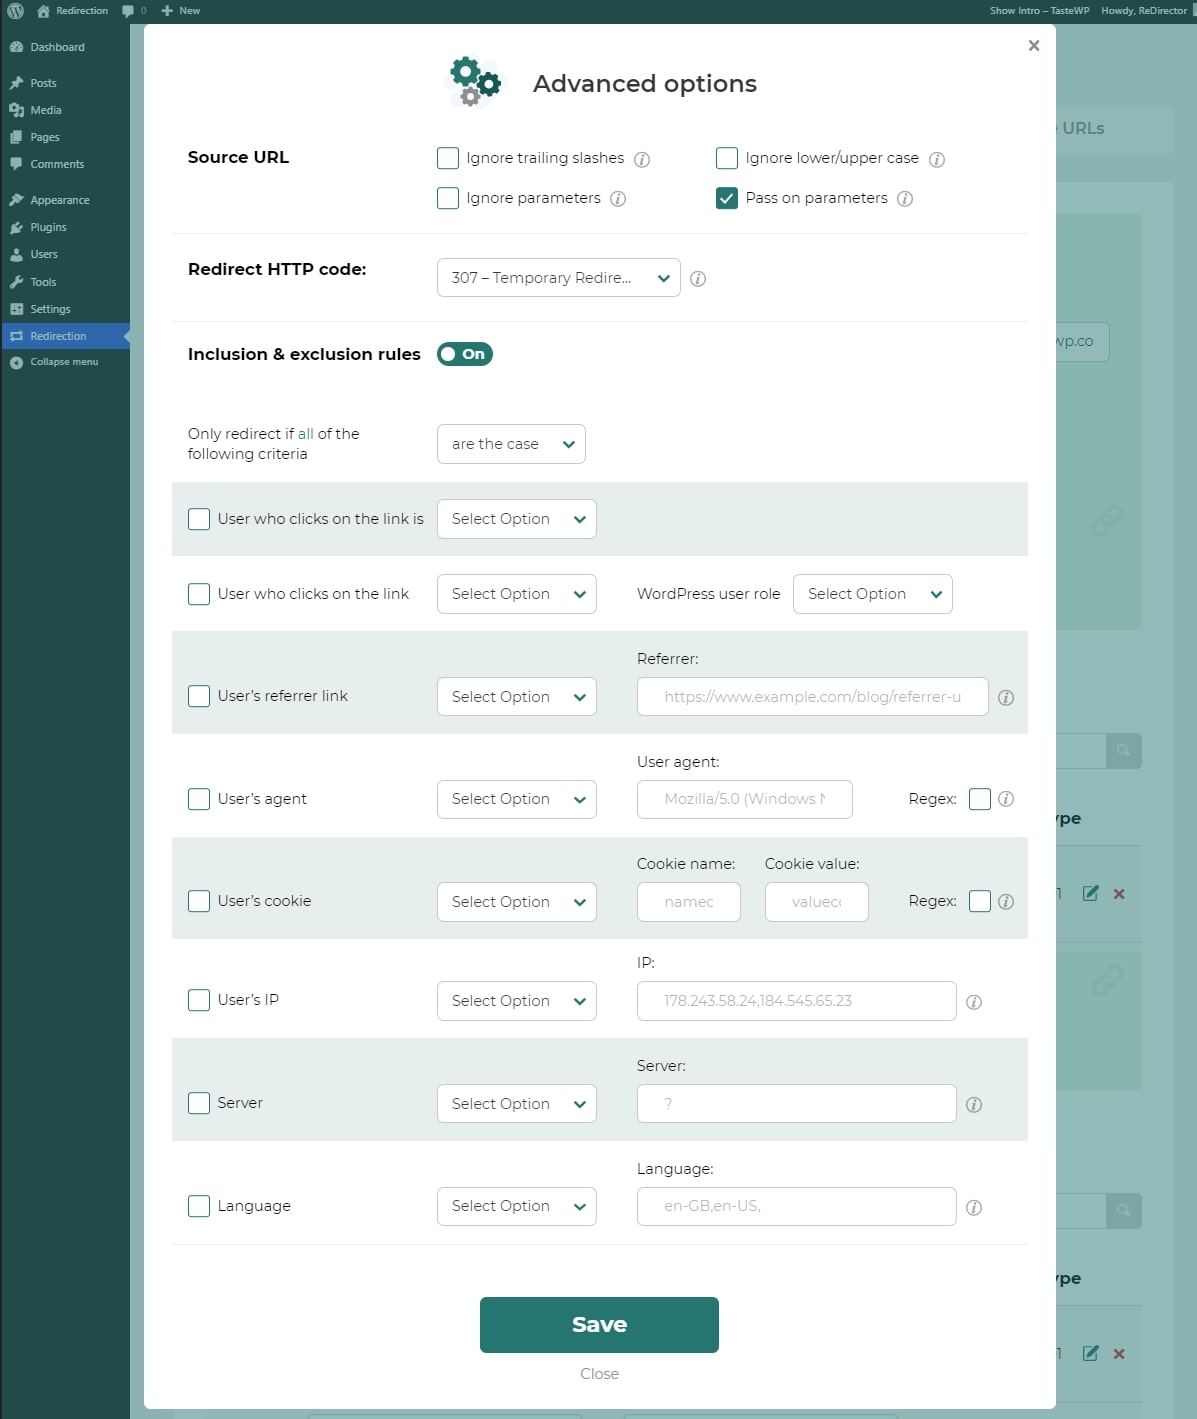 Redirection 0 New Show Intro – TasteWP Howdy, ReDirector
Dashboard
Posts
Media
Pages
Comments
Appearance
Plugins
Users
Tools
Settings
Redirection
Collapse menu
Advanced options
URLs
Source URL
Ignore trailing slashes
Ignore lower/upper case
Ignore parameters
Pass on parameters
Redirect HTTP code:
307 – Temporary Redire...
Inclusion & exclusion rules
On
wp.co
Only redirect if all of the
following criteria
are the case
User who clicks on the link is
Select Option
User who clicks on the link
Select Option
WordPress user role
Select Option
Referrer:
User's referrer link
Select Option
https://www.example.com/blog/referrer-u
User agent:
User's agent
Select Option
Mozilla/5.0 (Windows N
Regex:
ype
Cookie name:
Cookie value:
User's cookie
Select Option
namec
valuec
Regex:
IP:
User's IP
Select Option
178.243.58.24,184.545.65.23
Server:
Server
Select Option
?
Language:
Language
Select Option
en-GB,en-US,
ype
Save
Close